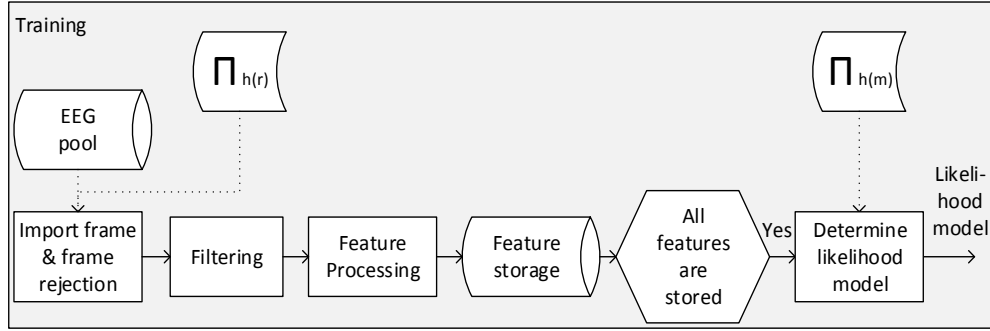 Training
∏ h(r)
∏ h(m)
EEG
pool
Import frame
& frame
rejection
Filtering
Feature
Processing
Feature
storage
All
features
are
stored
Yes
Determine
likelihood
model
Likeli-
hood
model